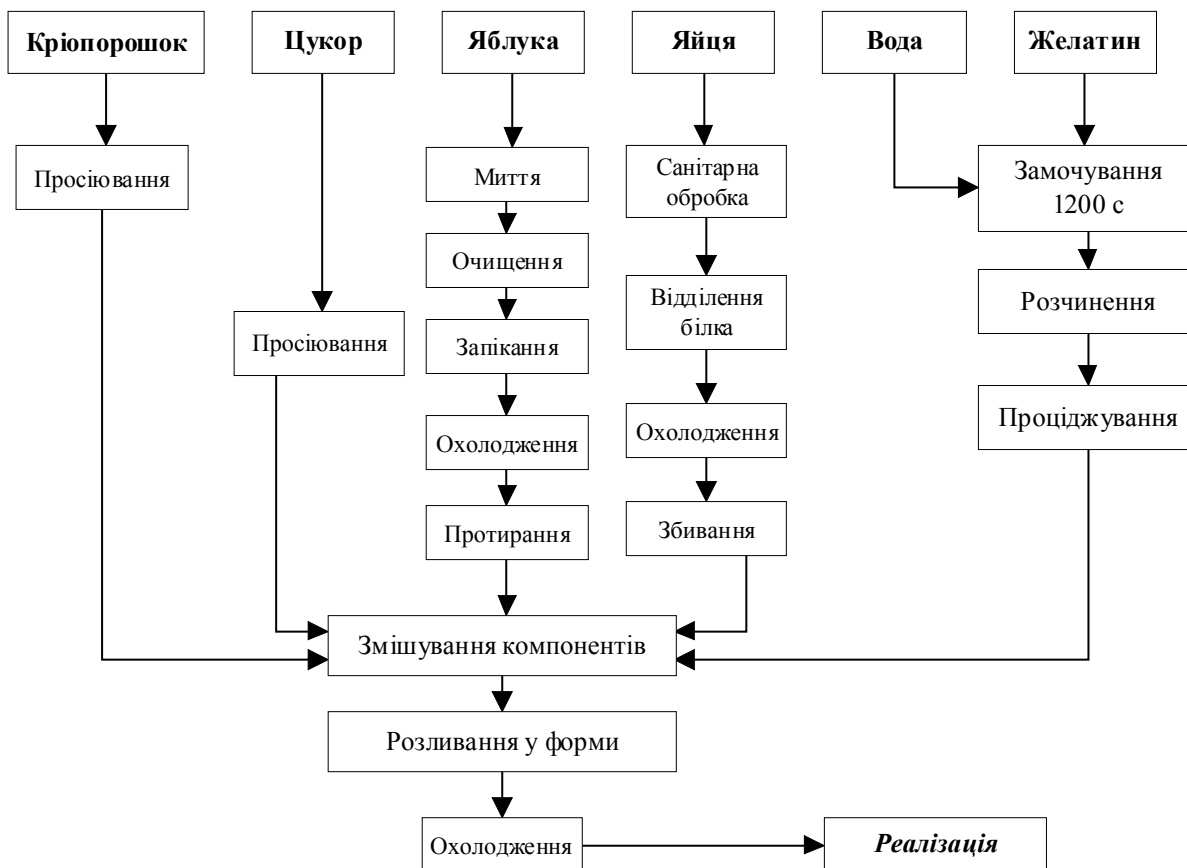 Кріопорошок
Цукор
Яблука
Яйця
Вода
Желатин
Просіювання
Миття
Санітарна
обробка
Замочування
1200 с
Очищення
Відділення
білка
Розчинення
Просіювання
Запікання
Охолодження
Охолодження
Проціджування
Протирання
Збивання
Змішування компонентів
Розливання у форми
Охолодження
Реалізація